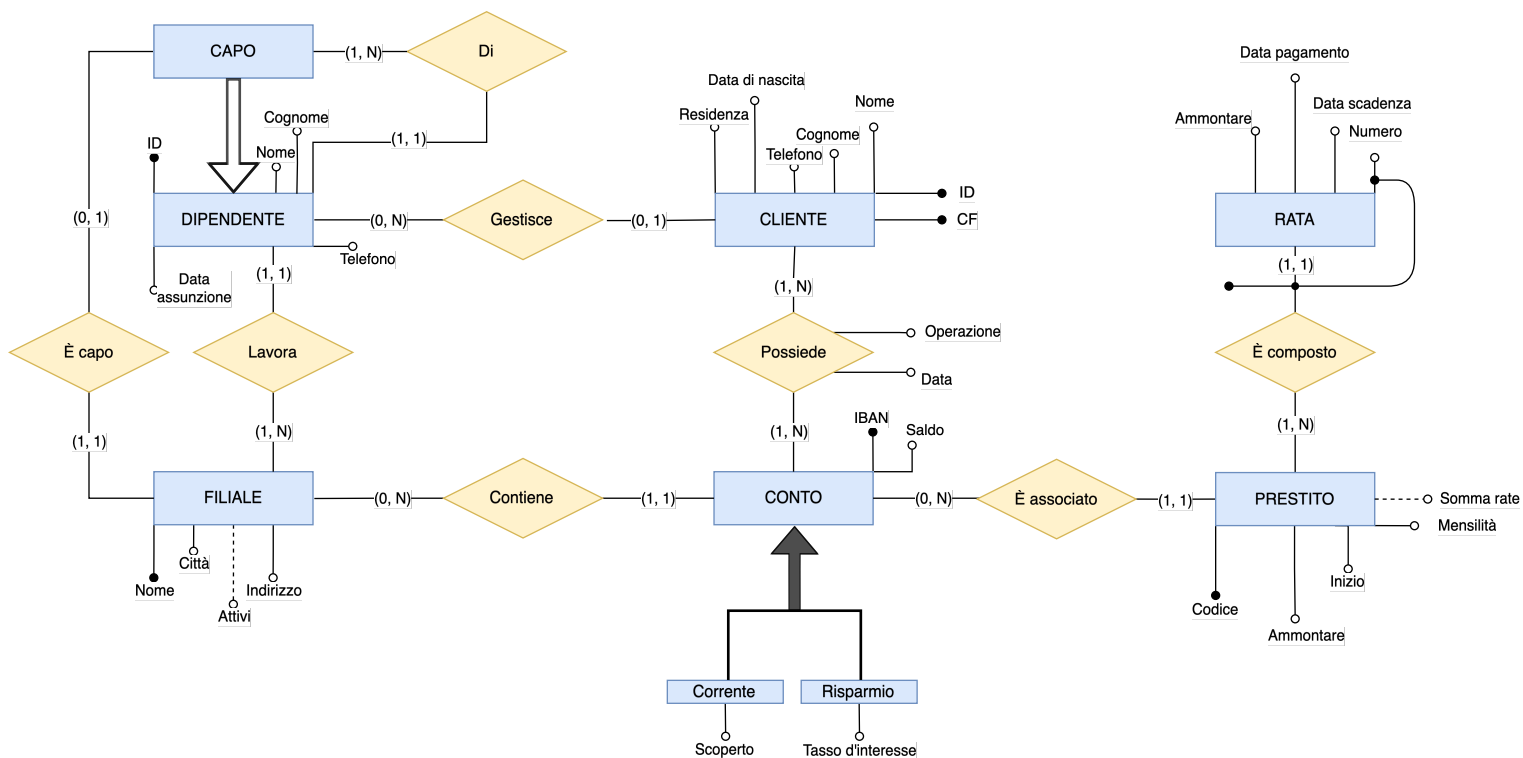 CAPO
(1, N)
Di
Data pagamento
Data di nascita
Nome
Residenza
Data scadenza
Ammontare
Cognome
(1, 1)
Cognome
Numero
ID
Nome
Telefono
ID
(0, 1)
DIPENDENTE
(0, N)
Gestisce
(0, 1)
CLIENTE
CF
RATA
Telefono
(1, 1)
(1, 1)
Data
assunzione
(1, N)
Operazione
È capo
Lavora
Possiede
È composto
Data
IBAN
(1, N)
Saldo
(1, 1)
(1, N)
(1, N)
FILIALE
(0, N)
Contiene
(1, 1)
CONTO
(0, N)
È associato
(1, 1)
PRESTITO
Somma rate
Mensilità
Città
Inizio
Nome
Indirizzo
Codice
Attivi
Ammontare
Corrente
Risparmio
Scoperto
Tasso d'interesse